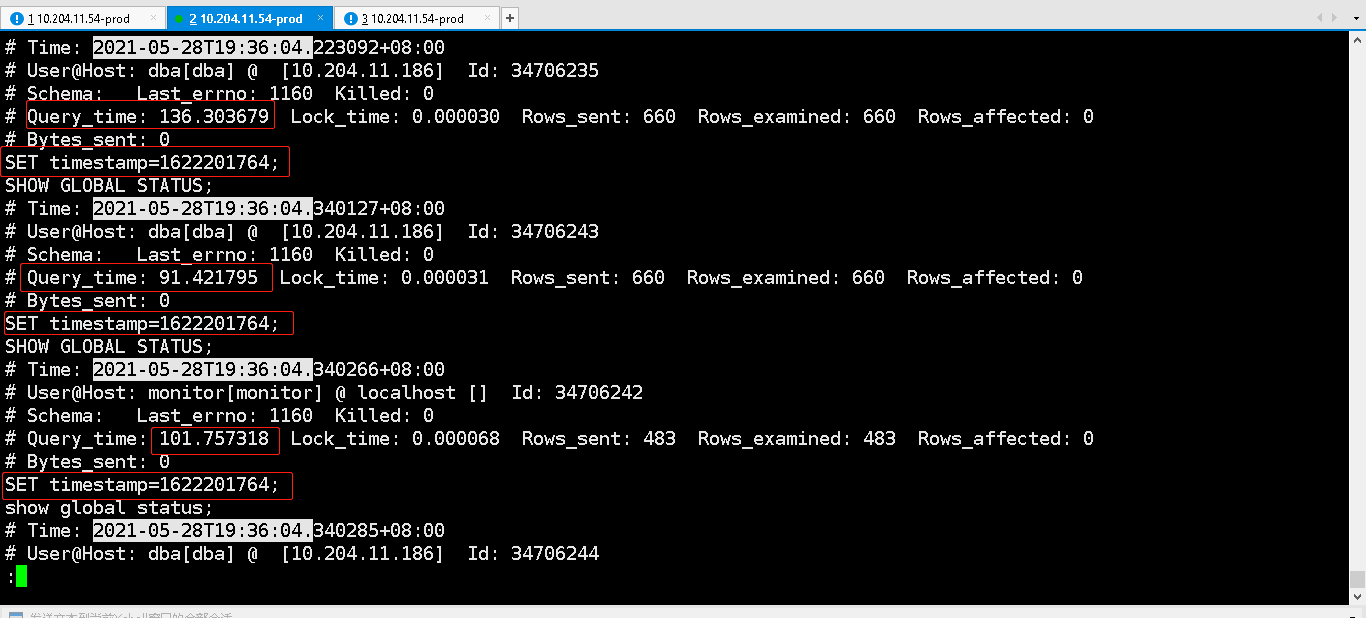 1 10.204.11.54-prod × 2 10.204.11.54-prod × 3 10.204.11.54-prod × +
# Time: 2021-05-28T19:36:04.223092+08:00
# User@Host: dba[dba] @  [10.204.11.186]  Id: 34706235
# Schema:   Last_errno: 1160  Killed: 0
# Query_time: 136.303679  Lock_time: 0.000030  Rows_sent: 660  Rows_examined: 660  Rows_affected: 0
# Bytes_sent: 0
SET timestamp=1622201764;
SHOW GLOBAL STATUS;
# Time: 2021-05-28T19:36:04.340127+08:00
# User@Host: dba[dba] @  [10.204.11.186]  Id: 34706243
# Schema:   Last_errno: 1160  Killed: 0
# Query_time: 91.421795  Lock_time: 0.000031  Rows_sent: 660  Rows_examined: 660  Rows_affected: 0
# Bytes_sent: 0
SET timestamp=1622201764;
SHOW GLOBAL STATUS;
# Time: 2021-05-28T19:36:04.340266+08:00
# User@Host: monitor[monitor] @ localhost []  Id: 34706242
# Schema:   Last_errno: 1160  Killed: 0
# Query_time: 101.757318  Lock_time: 0.000068  Rows_sent: 483  Rows_examined: 483  Rows_affected: 0
# Bytes_sent: 0
SET timestamp=1622201764;
show global status;
# Time: 2021-05-28T19:36:04.340285+08:00
# User@Host: dba[dba] @  [10.204.11.186]  Id: 34706244
: